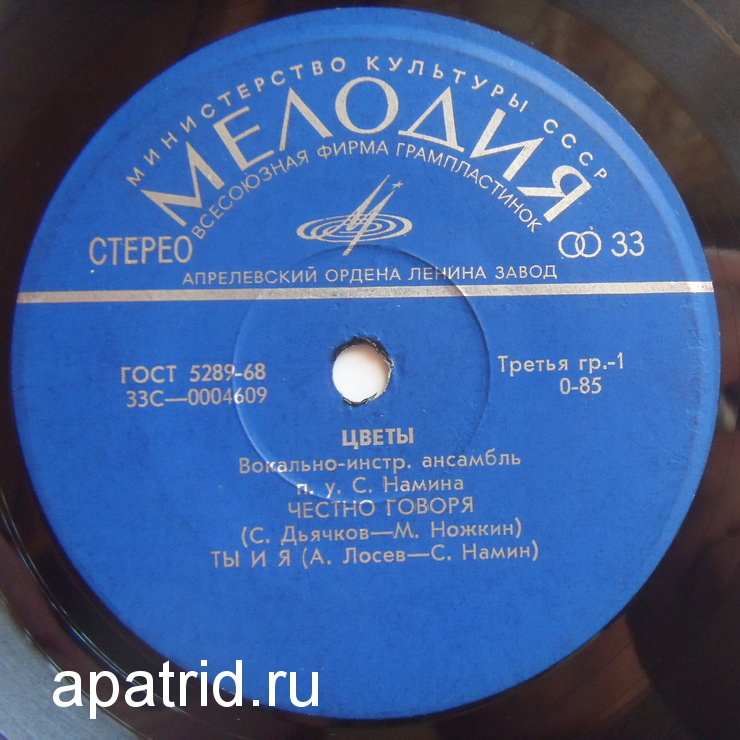 МИНИСТЕРСТВО КУЛЬТУРЫ СССР
МЕЛОДИЯ
ВСЕСОЮЗНАЯ ФИРМА ГРАМПЛАСТИНОК
СТЕРЕО
33
АПРЕЛЕВСКИЙ ОРДЕНА ЛЕНИНА ЗАВОД
ГОСТ 5289-68
33С—0004609
Третья гр.-1
0-85
ЦВЕТЫ
Вокально-инстр. ансамбль
п. у. С. Намина
ЧЕСТНО ГОВОРЯ
(С. Дьячков—М. Ножкин)
ТЫ И Я (А. Лосев—С. Намин)
apatrid.ru